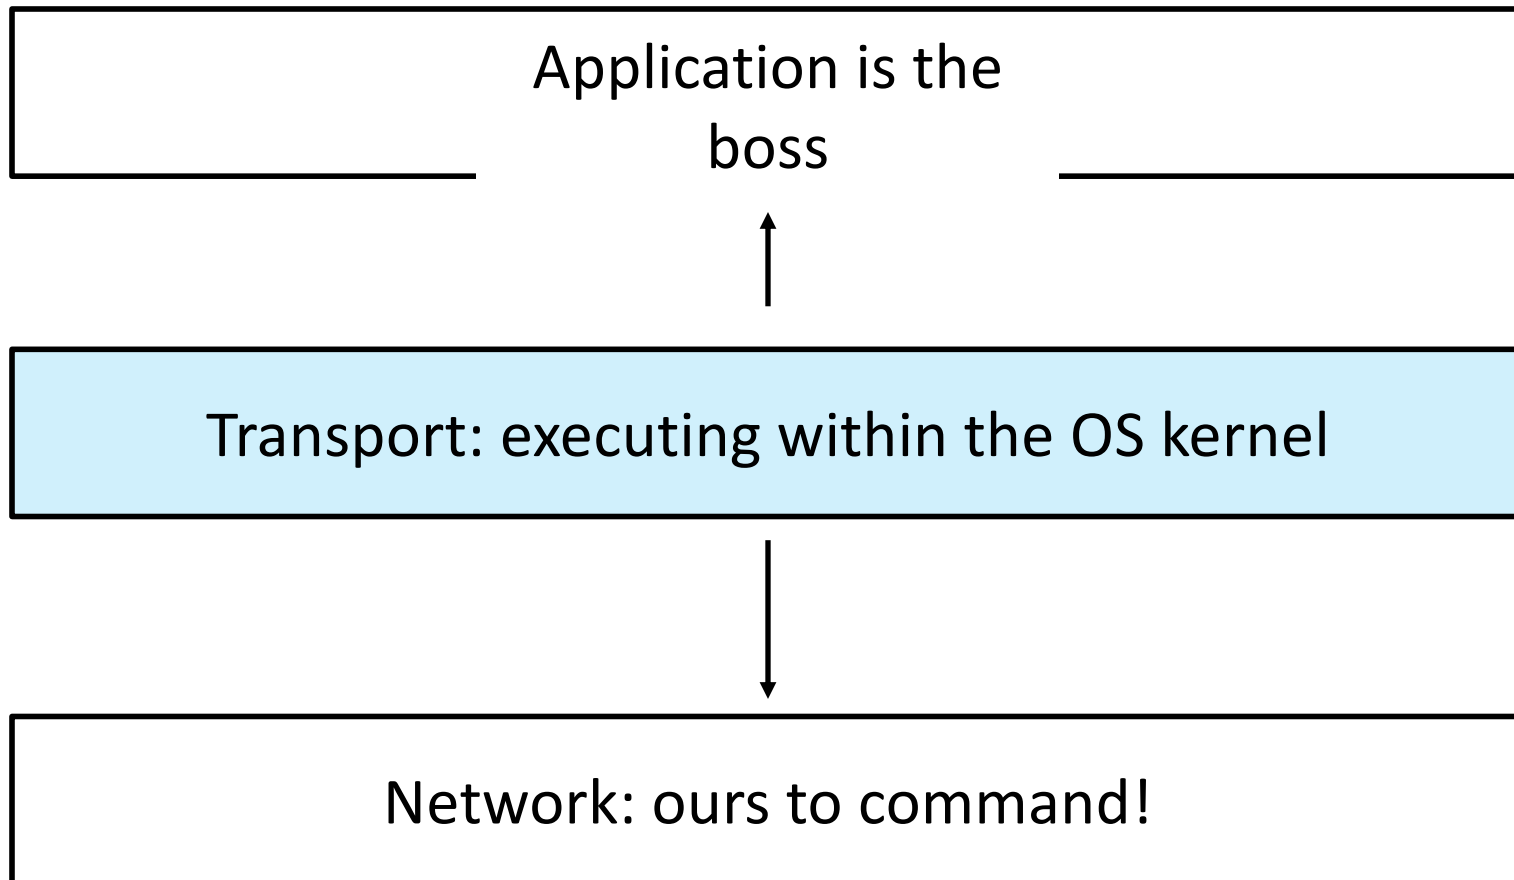 Application is the
boss
Transport: executing within the OS kernel
Network: ours to command!